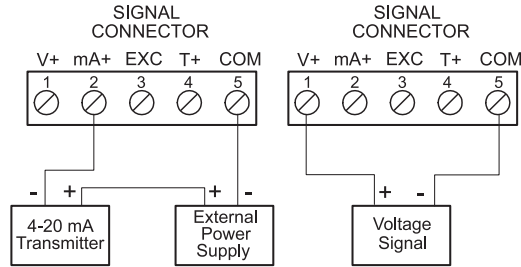 SIGNAL
CONNECTOR
V+ mA+ EXC T+ COM
1 2 3 4 5
- + + -
4-20 mA
Transmitter
External
Power
Supply
SIGNAL
CONNECTOR
V+ mA+ EXC T+ COM
1 2 3 4 5
+ -
Voltage
Signal